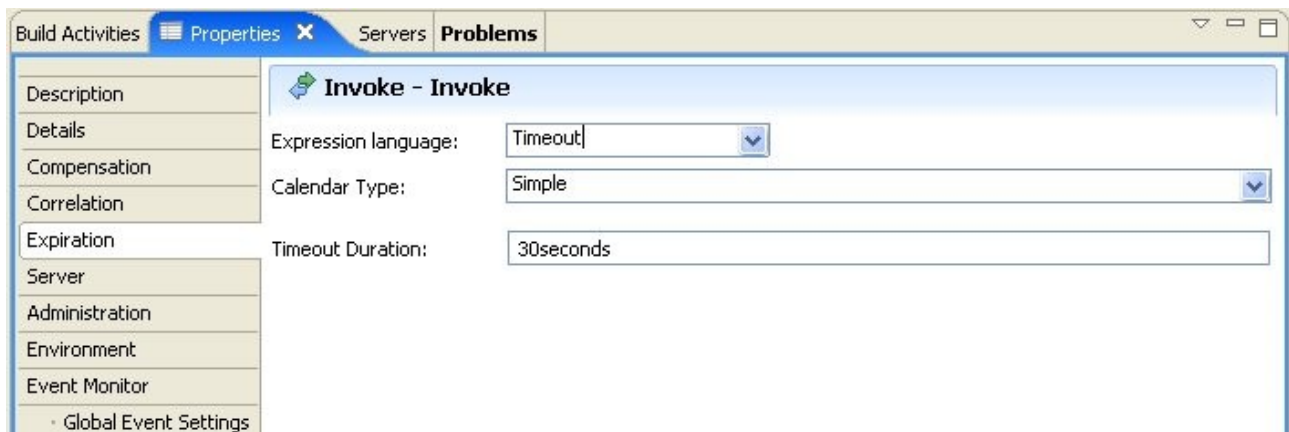 Build Activities Properties Servers Problems
Invoke - Invoke
Description
Details
Compensation
Correlation
Expiration
Server
Administration
Environment
Event Monitor
Global Event Settings
Expression language: Timeout
Calendar Type: Simple
Timeout Duration: 30seconds